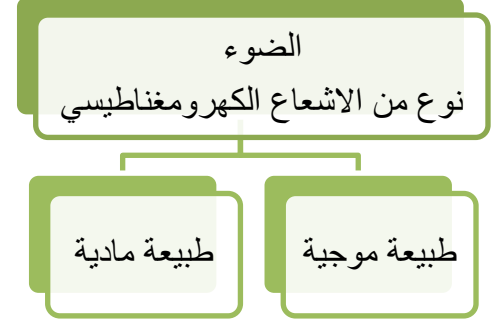 الضوء
نوع من الاشعاع الكهرومغناطيسي
طبيعة موجية
طبيعة مادية